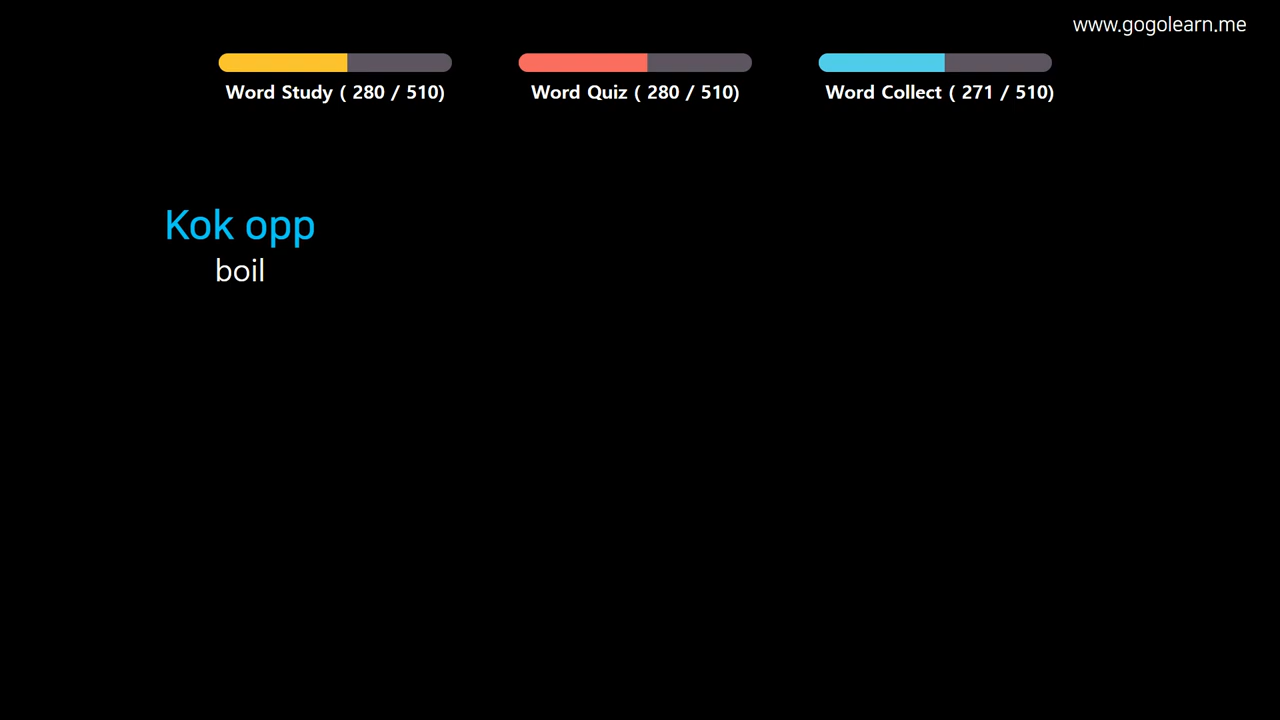 www.gogolearn.me
Word Study ( 280 / 510)
Word Quiz ( 280 / 510)
Word Collect ( 271 / 510)
Kok opp
boil